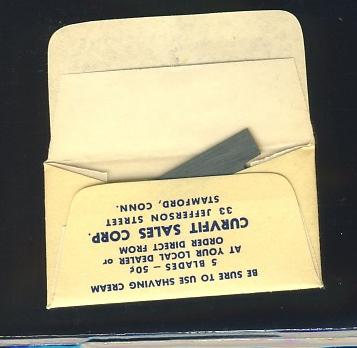 BE SURE TO USE SHAVING CREAM
5 BLADES – 50¢
AT YOUR LOCAL DEALER OR
ORDER DIRECT FROM
CURVFIT SALES CORP.
33 JEFFERSON STREET
STAMFORD, CONN.